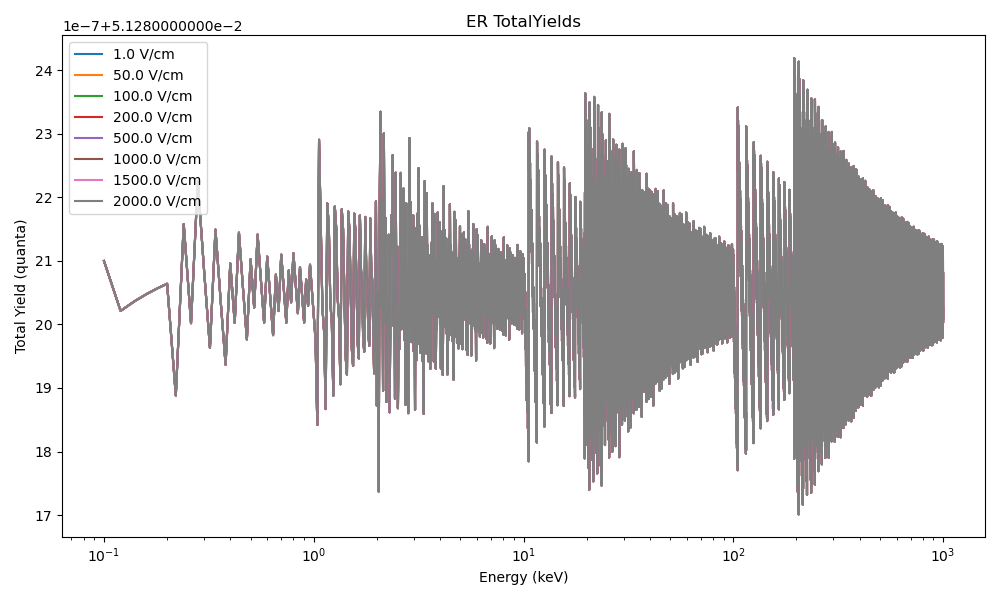 ER TotalYields
1e−7+5.1280000000e−2
1.0 V/cm
50.0 V/cm
100.0 V/cm
200.0 V/cm
500.0 V/cm
1000.0 V/cm
1500.0 V/cm
2000.0 V/cm
Total Yield (quanta)
24
23
22
21
20
19
18
17
10⁻¹
10⁰
10¹
10²
10³
Energy (keV)